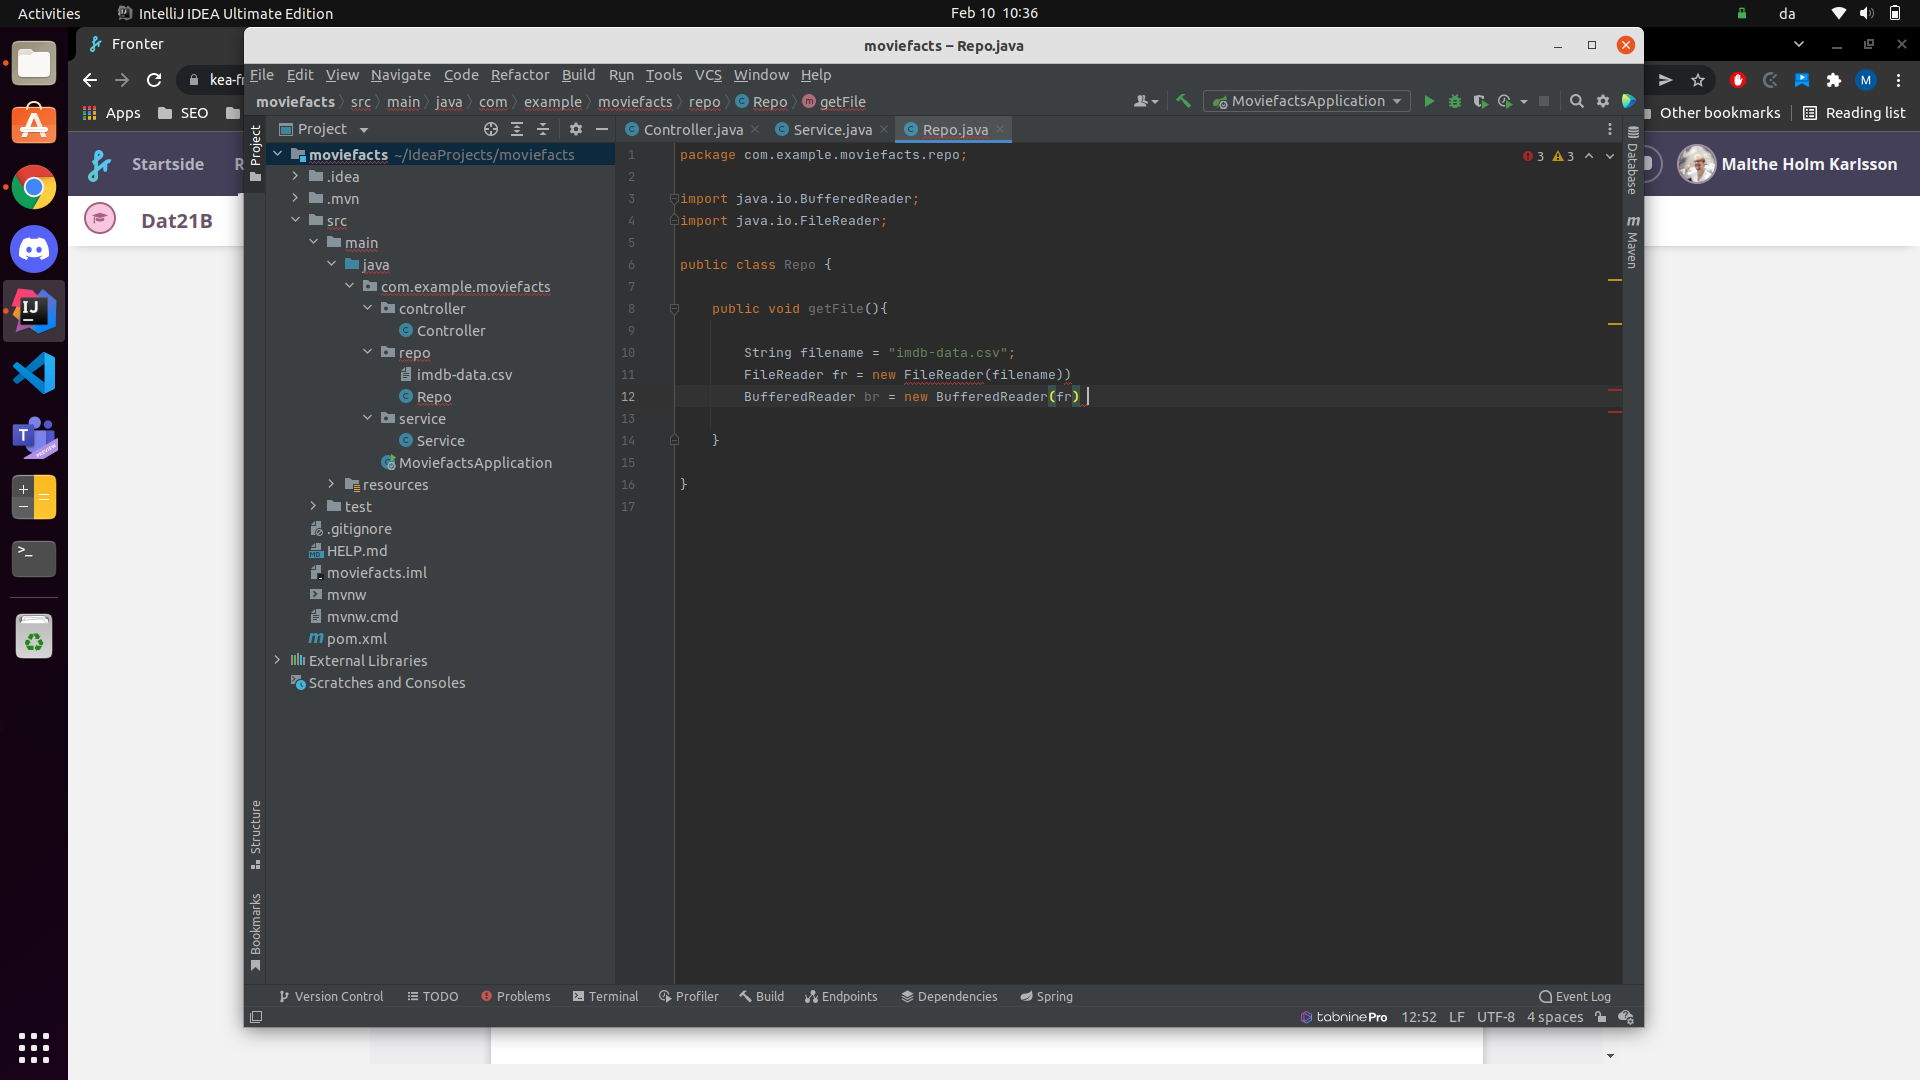 Activities
IntelliJ IDEA Ultimate Edition
Feb 10 10:36
da
Fronter
moviefacts – Repo.java
File Edit View Navigate Code Refactor Build Run Tools VCS Window Help
moviefacts src main java com example moviefacts repo Repo getFile
MoviefactsApplication
Apps
SEO
Other bookmarks
Reading list
Startside
Malthe Holm Karlsson
Dat21B
Project
Project
Controller.java
Service.java
Repo.java
moviefacts ~/IdeaProjects/moviefacts
.idea
.mvn
src
main
java
com.example.moviefacts
controller
Controller
repo
imdb-data.csv
Repo
service
Service
MoviefactsApplication
resources
test
.gitignore
HELP.md
moviefacts.iml
mvnw
mvnw.cmd
pom.xml
External Libraries
Scratches and Consoles
3 3
1 package com.example.moviefacts.repo;
2
3 import java.io.BufferedReader;
4 import java.io.FileReader;
5
6 public class Repo {
7
8 public void getFile(){
9
10 String filename = "imdb-data.csv";
11 FileReader fr = new FileReader(filename))
12 BufferedReader br = new BufferedReader(fr)
13
14 }
15
16 }
17
Database
Maven
Structure
Bookmarks
Version Control TODO Problems Terminal Profiler Build Endpoints Dependencies Spring Event Log
tabnine Pro 12:52 LF UTF-8 4 spaces